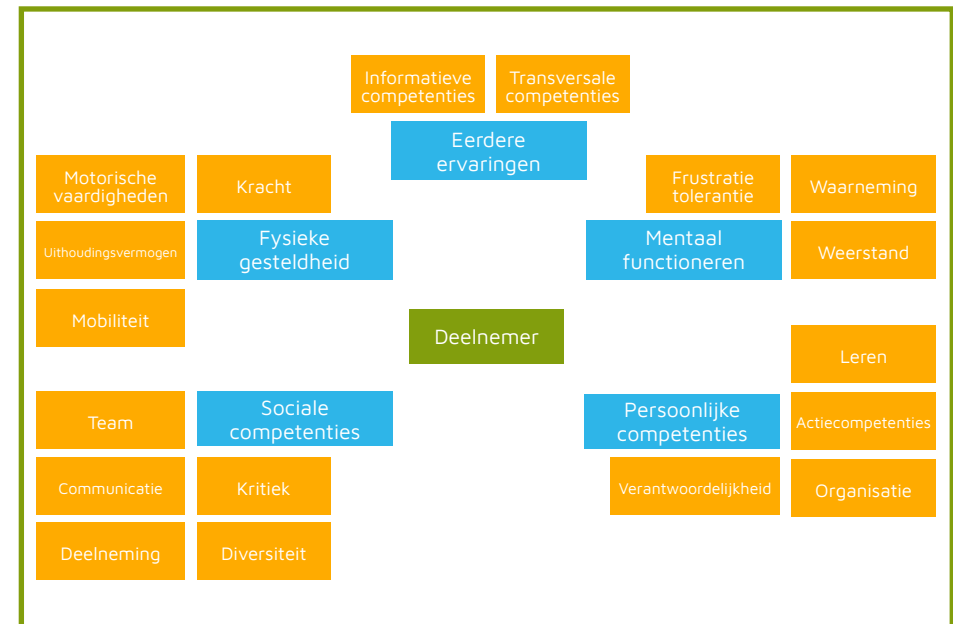 Informatieve
competenties
Transversale
competenties
Eerdere
ervaringen
Motorische
vaardigheden
Kracht
Uithoudingsvermogen
Fysieke
gesteldheid
Mobiliteit
Frustratie
tolerantie
Waarneming
Mentaal
functioneren
Weerstand
Deelnemer
Team
Sociale
competenties
Communicatie
Kritiek
Deelneming
Diversiteit
Leren
Persoonlijke
competenties
Actiecompetenties
Verantwoordelijkheid
Organisatie